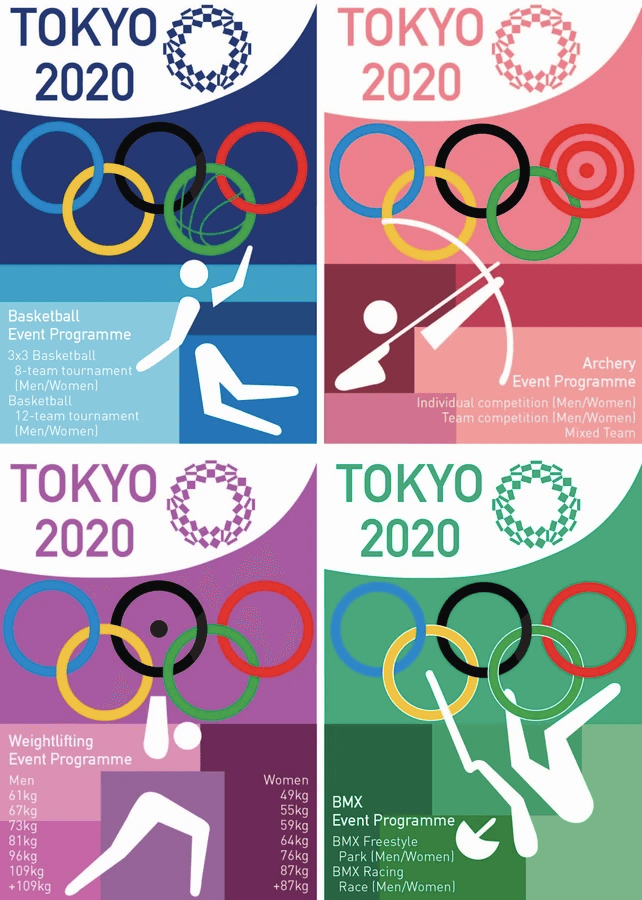 TOKYO
2020
Basketball
Event Programme
3x3 Basketball
8-team tournament
(Men/Women)
Basketball
12-team tournament
(Men/Women)
TOKYO
2020
Archery
Event Programme
Individual competition (Men/Women)
Team competition (Men/Women)
Mixed Team
TOKYO
2020
Weightlifting
Event Programme
Men
61kg
67kg
73kg
81kg
96kg
109kg
+109kg
Women
49kg
55kg
59kg
64kg
76kg
87kg
+87kg
TOKYO
2020
BMX
Event Programme
BMX Freestyle
Park (Men/Women)
BMX Racing
Race (Men/Women)